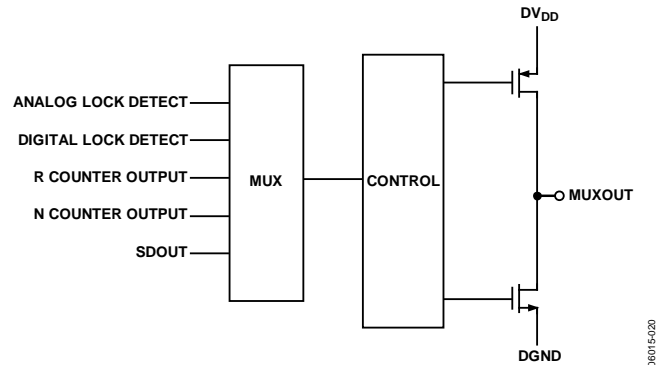 DVDD
ANALOG LOCK DETECT
DIGITAL LOCK DETECT
R COUNTER OUTPUT
MUX
CONTROL
N COUNTER OUTPUT
SDOUT
MUXOUT
DGND
06015-020